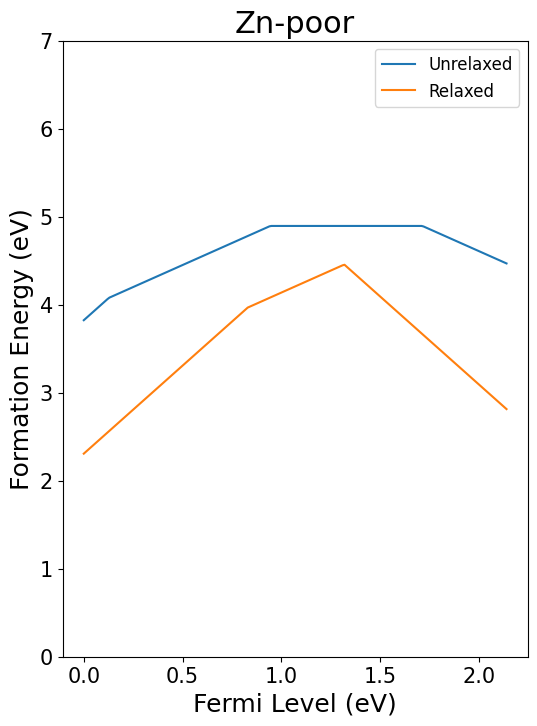 Zn-poor
Unrelaxed
Relaxed
Formation Energy (eV)
7
6
5
4
3
2
1
0
0.0 0.5 1.0 1.5 2.0
Fermi Level (eV)